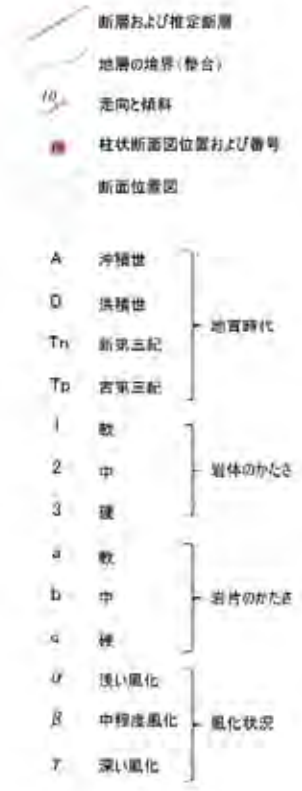 断層および推定断層
地層の境界(整合)
10 走向と傾斜
柱状断面図位置および番号
断面位置図
A 沖積世
D 洪積世
Tn 新第三紀
Tp 古第三紀
地質時代
1 軟
2 中
3 硬
岩体のかたさ
a 軟
b 中
c 硬
岩片のかたさ
α 浅い風化
β 中程度風化
γ 深い風化
風化状況